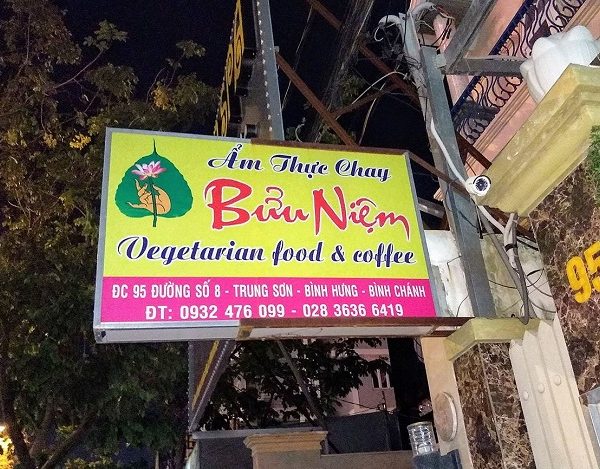 Ẩm Thực Chay
Bửu Niệm
Vegetarian food & coffee
ĐC 95 ĐƯỜNG SỐ 8 - TRUNG SƠN - BÌNH HƯNG - BÌNH CHÁNH
ĐT: 0932 476 099 - 028 3636 6419
95